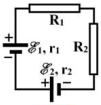 R₁
R₂
ℰ₁, r₁
ℰ₂, r₂
+
−
−
+